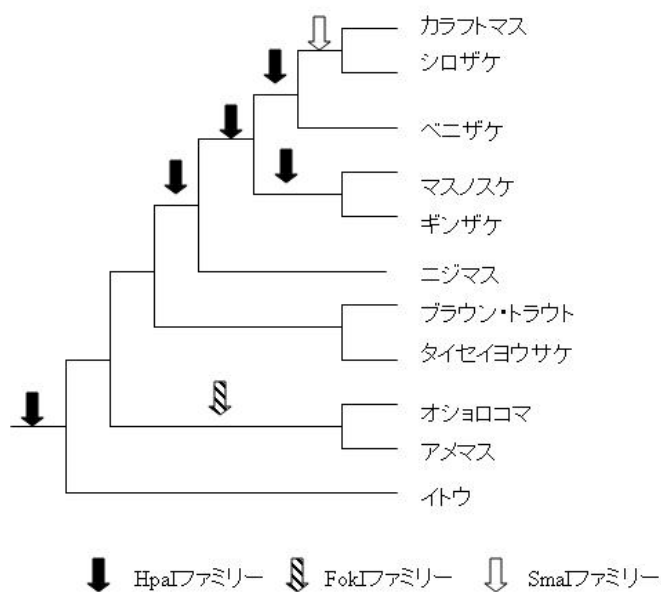 カラフトマス
シロザケ
ベニザケ
マスノスケ
ギンザケ
ニジマス
ブラウン・トラウト
タイセイヨウサケ
オショロコマ
アメマス
イトウ
HpaIファミリー FokIファミリー SmaIファミリー